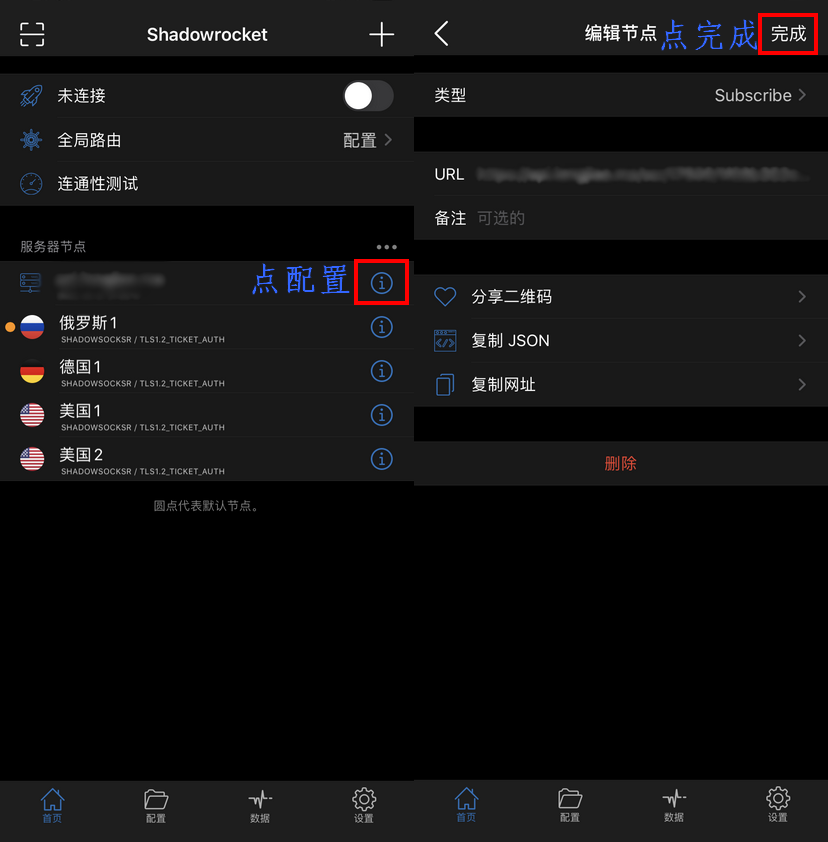 Shadowrocket
未连接
全局路由
配置
连通性测试
服务器节点
点配置
俄罗斯1
SHADOWSOCKSR / TLS1.2_TICKET_AUTH
德国1
SHADOWSOCKSR / TLS1.2_TICKET_AUTH
美国1
SHADOWSOCKSR / TLS1.2_TICKET_AUTH
美国2
SHADOWSOCKSR / TLS1.2_TICKET_AUTH
圆点代表默认节点。
首页
配置
数据
设置
编辑节点
点完成
完成
类型
Subscribe
URL
备注 可选的
分享二维码
复制 JSON
复制网址
删除
首页
配置
数据
设置